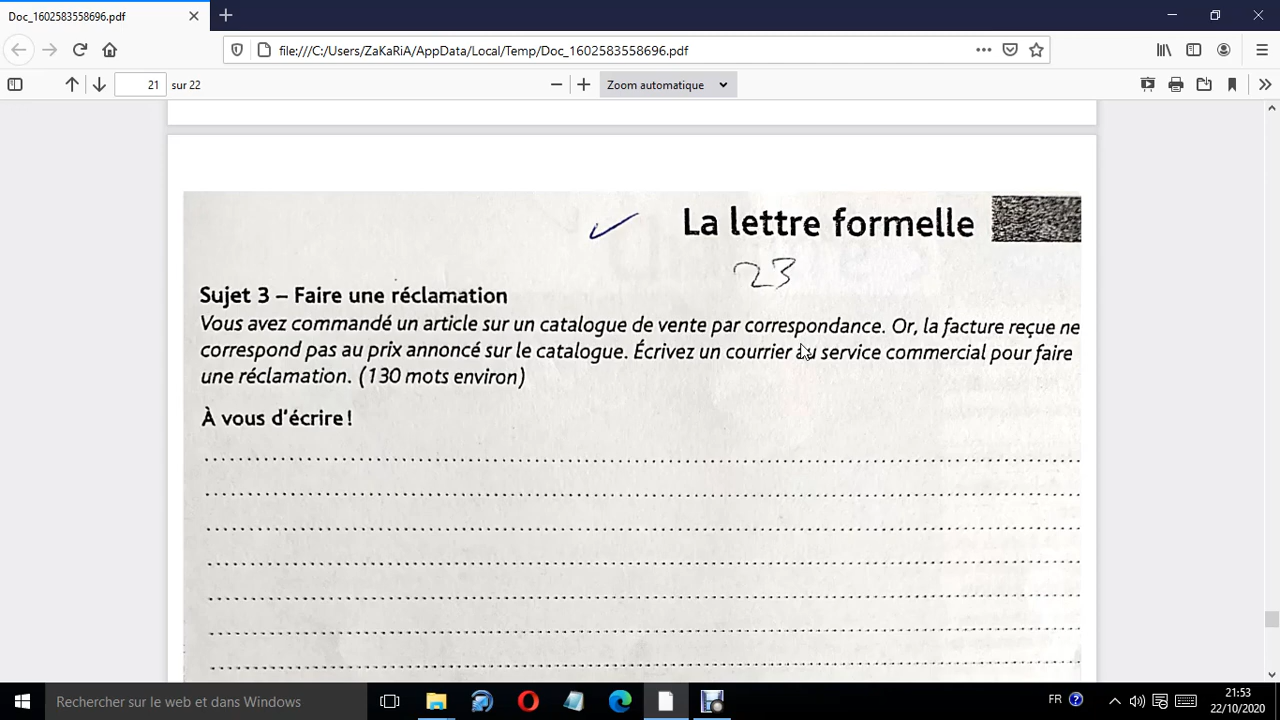 Doc_1602583558696.pdf
file:///C:/Users/ZaKaRiA/AppData/Local/Temp/Doc_1602583558696.pdf
21 sur 22
Zoom automatique
La lettre formelle
23
Sujet 3 – Faire une réclamation
Vous avez commandé un article sur un catalogue de vente par correspondance. Or, la facture reçue ne
correspond pas au prix annoncé sur le catalogue. Écrivez un courrier au service commercial pour faire
une réclamation. (130 mots environ)
À vous d'écrire !
Rechercher sur le web et dans Windows
FR
21:53
22/10/2020